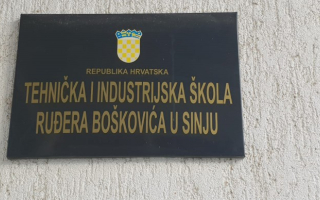 REPUBLIKA HRVATSKA
TEHNIČKA I INDUSTRIJSKA ŠKOLA
RUĐERA BOŠKOVIĆA U SINJU